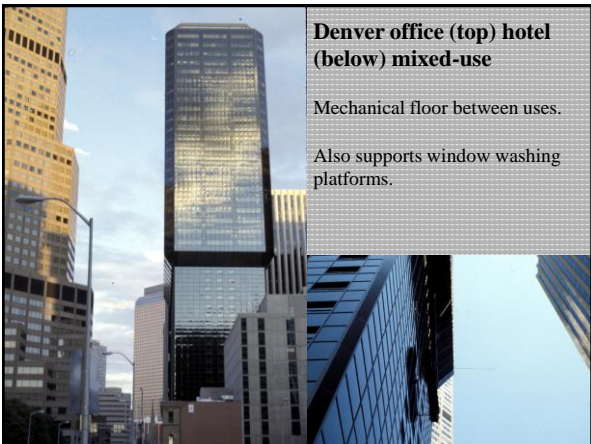 Denver office (top) hotel
(below) mixed-use
Mechanical floor between uses.
Also supports window washing
platforms.